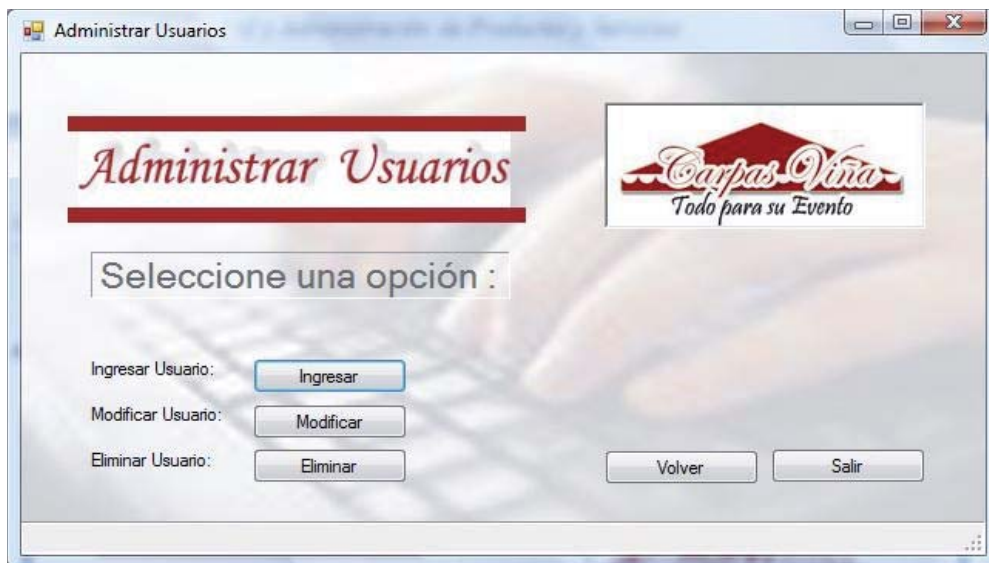 Administrar Usuarios
Administrar Usuarios
Carpas Viña
Todo para su Evento
Seleccione una opción :
Ingresar Usuario:
Ingresar
Modificar Usuario:
Modificar
Eliminar Usuario:
Eliminar
Volver
Salir